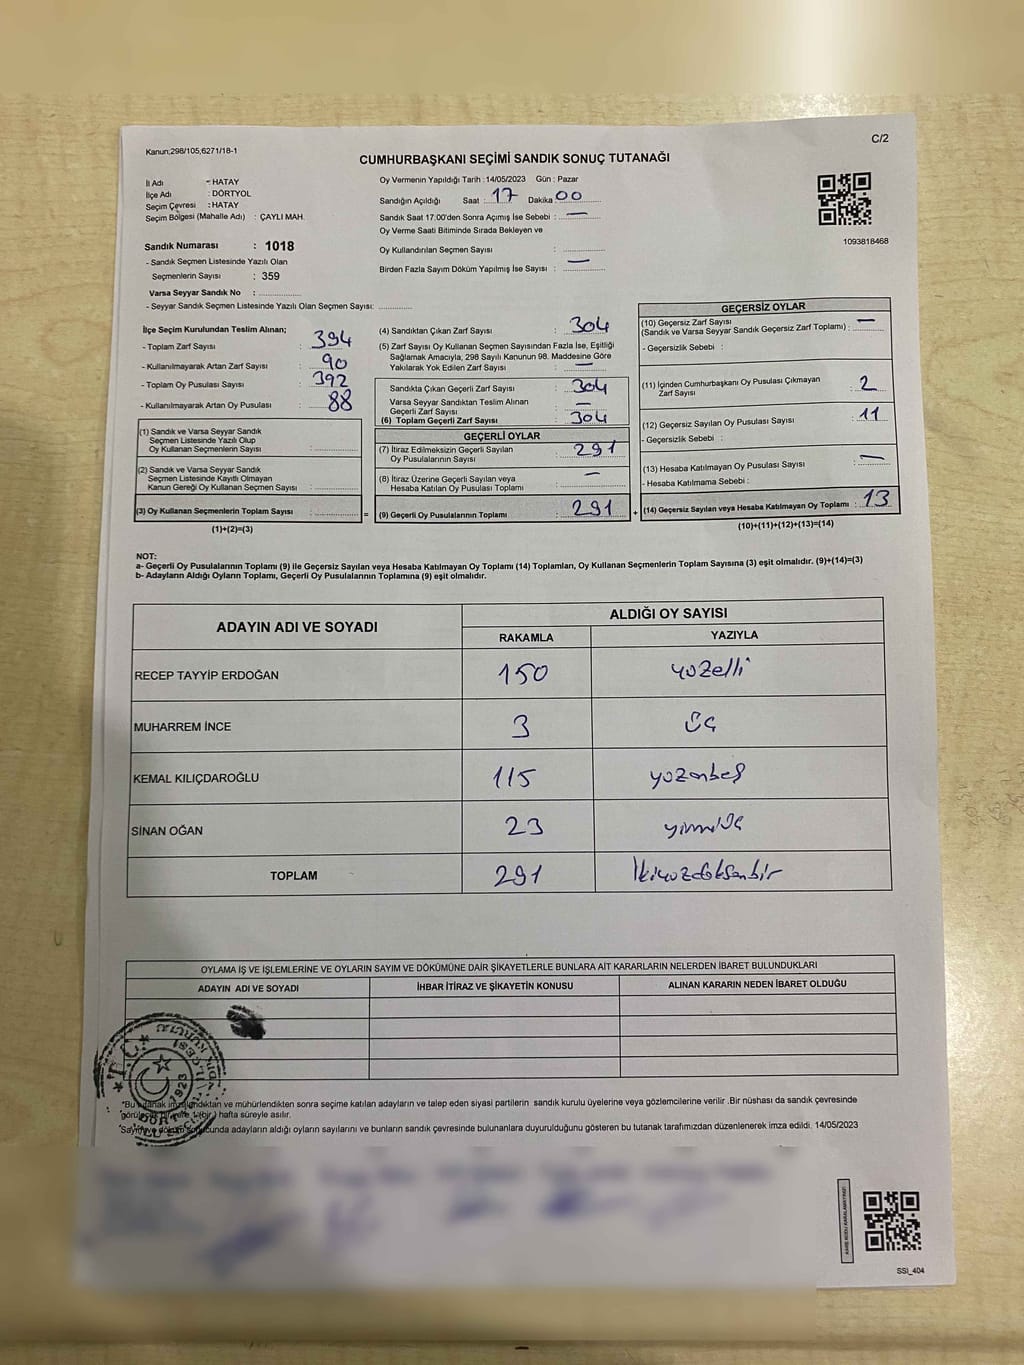 C/2
Kanun;298/105,6271/18-1
CUMHURBAŞKANI SEÇİMİ SANDIK SONUÇ TUTANAĞI
İl Adı : HATAY
İlçe Adı : DÖRTYOL
Seçim Çevresi : HATAY
Seçim Bölgesi (Mahalle Adı) : ÇAYLI MAH.
Sandık Numarası : 1018
- Sandık Seçmen Listesinde Yazılı Olan
Seçmenlerin Sayısı : 359
Varsa Seyyar Sandık No :
- Seyyar Sandık Seçmen Listesinde Yazılı Olan Seçmen Sayısı:
Oy Vermenin Yapıldığı Tarih : 14/05/2023 Gün : Pazar
Sandığın Açıldığı Saat : 17 Dakika : 00
Sandık Saat 17:00'den Sonra Açımış İse Sebebi : —
Oy Verme Saati Bitiminde Sırada Bekleyen ve
Oy Kullandırılan Seçmen Sayısı :
Birden Fazla Sayım Döküm Yapılmış İse Sayısı : —
1093818468
İlçe Seçim Kurulundan Teslim Alınan;
- Toplam Zarf Sayısı : 394
- Kullanılmayarak Artan Zarf Sayısı : 90
- Toplam Oy Pusulası Sayısı : 392
- Kullanılmayarak Artan Oy Pusulası : 88
(1) Sandık ve Varsa Seyyar Sandık
Seçmen Listesinde Yazılı Olup
Oy Kullanan Seçmenlerin Sayısı :
(2) Sandık ve Varsa Seyyar Sandık
Seçmen Listesinde Kayıtlı Olmayan
Kanun Gereği Oy Kullanan Seçmen Sayısı :
(3) Oy Kullanan Seçmenlerin Toplam Sayısı :
(1)+(2)=(3)
=
(4) Sandıktan Çıkan Zarf Sayısı : 304
(5) Zarf Sayısı Oy Kullanan Seçmen Sayısından Fazla İse, Eşitliği
Sağlamak Amacıyla, 298 Sayılı Kanunun 98. Maddesine Göre
Yakılarak Yok Edilen Zarf Sayısı : —
Sandıkta Çıkan Geçerli Zarf Sayısı : 304
Varsa Seyyar Sandıktan Teslim Alınan
Geçerli Zarf Sayısı : —
(6) Toplam Geçerli Zarf Sayısı : 304
GEÇERLİ OYLAR
(7) İtiraz Edilmeksizin Geçerli Sayılan
Oy Pusulalarının Sayısı : 291
(8) İtiraz Üzerine Geçerli Sayılan veya
Hesaba Katılan Oy Pusulası Toplamı : —
(9) Geçerli Oy Pusulalarının Toplamı : 291
+
GEÇERSİZ OYLAR
(10) Geçersiz Zarf Sayısı
(Sandık ve Varsa Seyyar Sandık Geçersiz Zarf Toplamı) : —
- Geçersizlik Sebebi :
(11) İçinden Cumhurbaşkanı Oy Pusulası Çıkmayan
Zarf Sayısı : 2
(12) Geçersiz Sayılan Oy Pusulası Sayısı : 11
- Geçersizlik Sebebi :
(13) Hesaba Katılmayan Oy Pusulası Sayısı : —
- Hesaba Katılmama Sebebi :
(14) Geçersiz Sayılan veya Hesaba Katılmayan Oy Toplamı : 13
(10)+(11)+(12)+(13)=(14)
NOT:
a- Geçerli Oy Pusulalarının Toplamı (9) ile Geçersiz Sayılan veya Hesaba Katılmayan Oy Toplamı (14) Toplamları, Oy Kullanan Seçmenlerin Toplam Sayısına (3) eşit olmalıdır. (9)+(14)=(3)
b- Adayların Aldığı Oyların Toplamı, Geçerli Oy Pusulalarının Toplamına (9) eşit olmalıdır.
ADAYIN ADI VE SOYADI
ALDIĞI OY SAYISI
RAKAMLA YAZIYLA
RECEP TAYYİP ERDOĞAN 150 yüzelli
MUHARREM İNCE 3 üç
KEMAL KILIÇDAROĞLU 115 yüzonbeş
SİNAN OĞAN 23 yirmiüç
TOPLAM 291 İkiyüzdoksanbir
OYLAMA İŞ VE İŞLEMLERİNE VE OYLARIN SAYIM VE DÖKÜMÜNE DAİR ŞİKAYETLERLE BUNLARA AİT KARARLARIN NELERDEN İBARET BULUNDUKLARI
ADAYIN ADI VE SOYADI İHBAR İTİRAZ VE ŞİKAYETİN KONUSU ALINAN KARARIN NEDEN İBARET OLDUĞU
T.C.
1923
"Bu tutanak imzalandıktan ve mühürlendikten sonra seçime katılan adayların ve talep eden siyasi partilerin sandık kurulu üyelerine veya gözlemcilerine verilir .Bir nüshası da sandık çevresinde
(bir) hafta süreyle asılır.
adayların aldığı oyların sayılarını ve bunların sandık çevresinde bulunanlara duyurulduğunu gösteren bu tutanak tarafımızdan düzenlenerek imza edildi. 14/05/2023
SSI_404